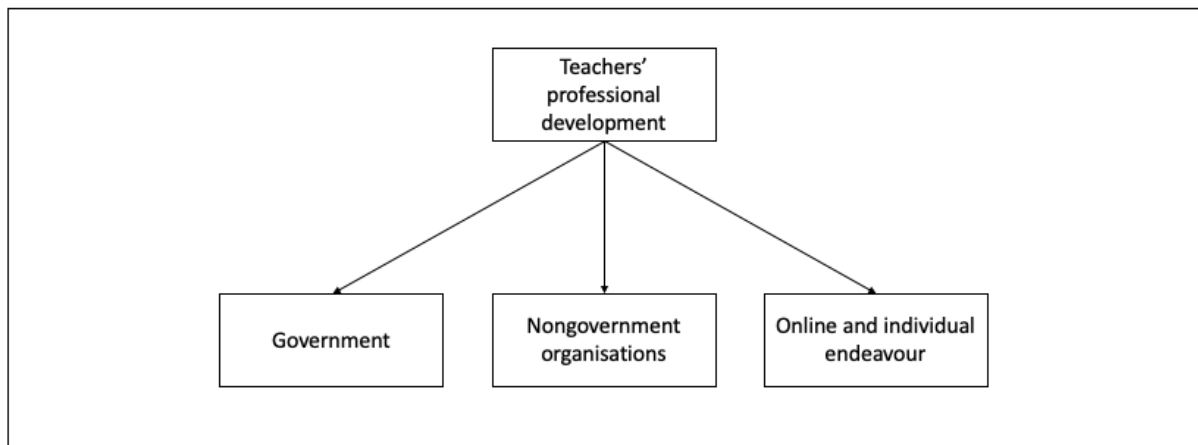 Teachers’
professional
development
Government
Nongovernment
organisations
Online and individual
endeavour